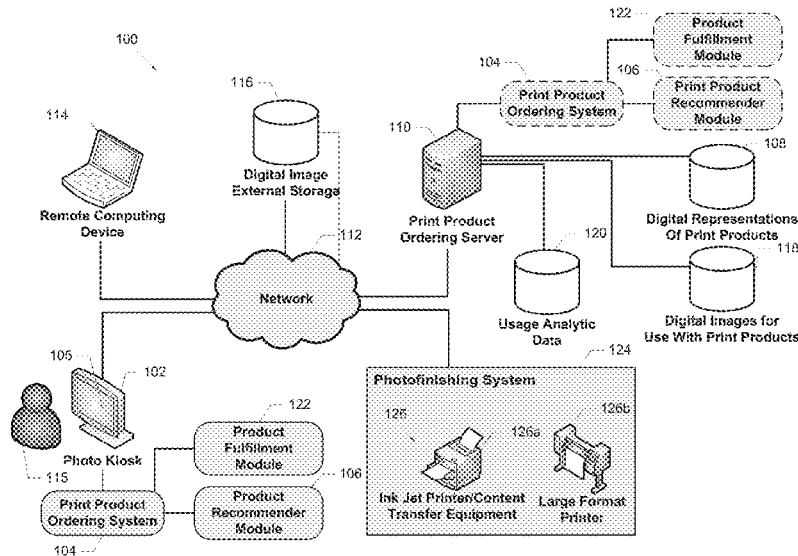 100
114
Remote Computing
Device
116
Digital Image
External Storage
104
Print Product
Ordering System
122
Product
Fulfillment
Module
106
Print Product
Recommender
Module
110
Print Product
Ordering Server
108
Digital Representations
Of Print Products
112
Network
120
Usage Analytic
Data
118
Digital Images for
Use With Print Products
105
102
115
Photo Kiosk
122
Product
Fulfillment
Module
106
Product
Recommender
Module
Print Product
Ordering System
104
124
Photofinishing System
126
126a
126b
Ink Jet Printer/Content
Transfer Equipment
Large Format
Printer